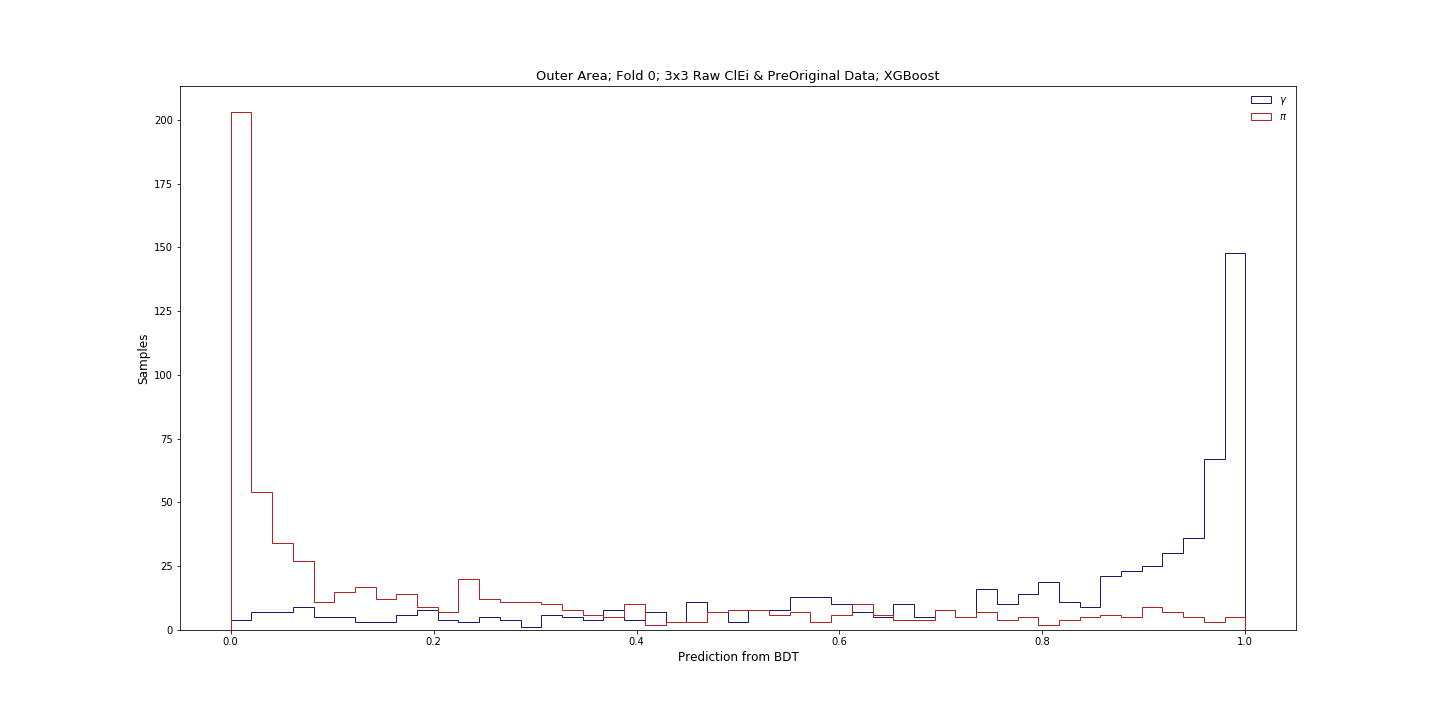 Outer Area; Fold 0; 3x3 Raw ClEi & PreOriginal Data; XGBoost
γ
π
200
175
150
125
100
75
50
25
0
Samples
0.0 0.2 0.4 0.6 0.8 1.0
Prediction from BDT